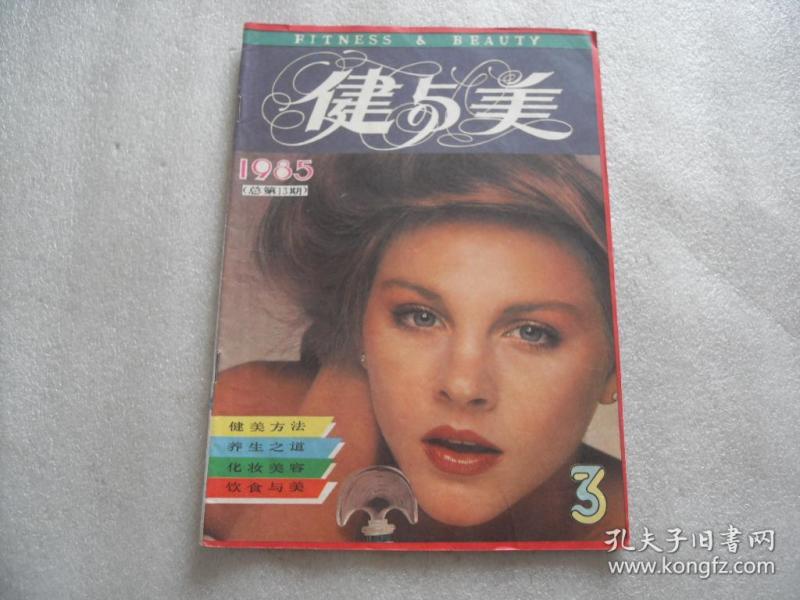 FITNESS & BEAUTY
健与美
1985
(总第13期)
健美方法
养生之道
化妆美容
饮食与美
3
孔夫子旧书网
www.kongfz.com